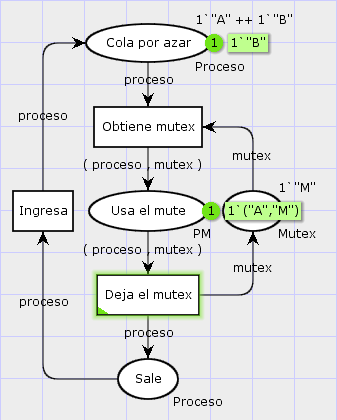 1`"A" ++ 1`"B"
Cola por azar
1
1`"B"
Proceso
proceso
proceso
Obtiene mutex
mutex
( proceso , mutex )
1`"M"
Ingresa
Usa el mute
1
1`("A","M")
PM
Mutex
( proceso , mutex )
mutex
Deja el mutex
proceso
proceso
Sale
Proceso